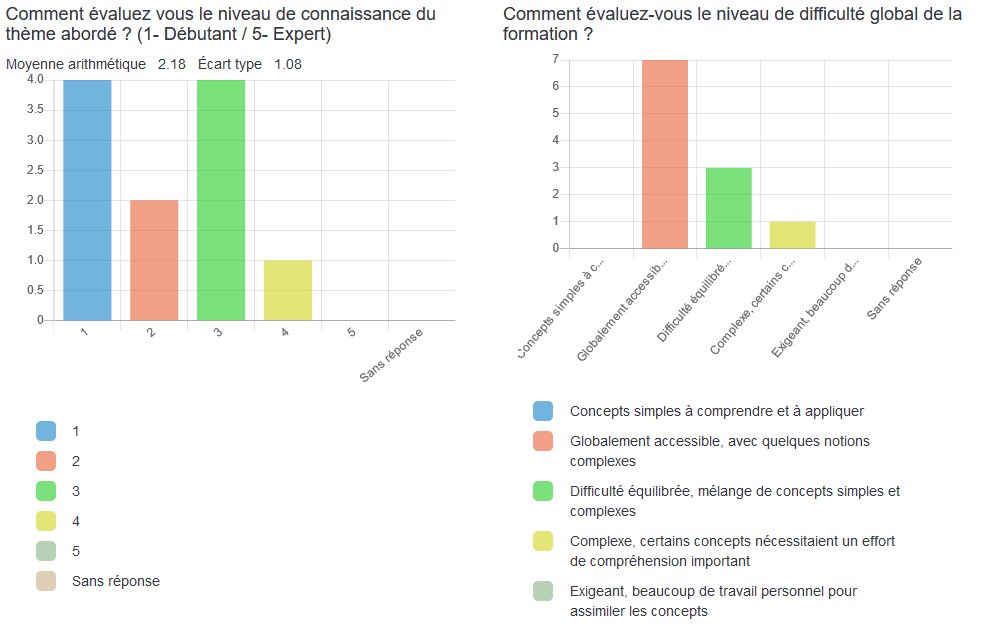 Comment évaluez vous le niveau de connaissance du
thème abordé ? (1- Débutant / 5- Expert)
Moyenne arithmétique 2.18 Écart type 1.08
4.0
3.5
3.0
2.5
2.0
1.5
1.0
0.5
0
1
2
3
4
5
Sans réponse
1
2
3
4
5
Sans réponse
Comment évaluez-vous le niveau de difficulté global de la
formation ?
7
6
5
4
3
2
1
0
Concepts simples à c...
Globalement accessib...
Difficulté équilibré...
Complexe, certains c...
Exigeant, beaucoup d...
Sans réponse
Concepts simples à comprendre et à appliquer
Globalement accessible, avec quelques notions
complexes
Difficulté équilibrée, mélange de concepts simples et
complexes
Complexe, certains concepts nécessitaient un effort
de compréhension important
Exigeant, beaucoup de travail personnel pour
assimiler les concepts